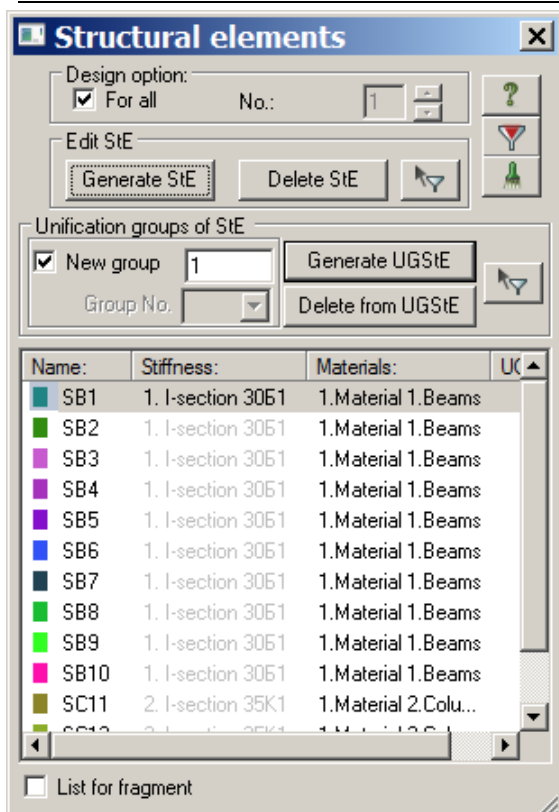 Structural elements
Design option:
For all No.: 1
Edit StE
Generate StE Delete StE
Unification groups of StE
New group 1 Generate UGStE
Group No. Delete from UGStE
Name: Stiffness: Materials:
SB1 1. I-section 30Б1 1.Material 1.Beams
SB2 1. I-section 30Б1 1.Material 1.Beams
SB3 1. I-section 30Б1 1.Material 1.Beams
SB4 1. I-section 30Б1 1.Material 1.Beams
SB5 1. I-section 30Б1 1.Material 1.Beams
SB6 1. I-section 30Б1 1.Material 1.Beams
SB7 1. I-section 30Б1 1.Material 1.Beams
SB8 1. I-section 30Б1 1.Material 1.Beams
SB9 1. I-section 30Б1 1.Material 1.Beams
SB10 1. I-section 30Б1 1.Material 1.Beams
SC11 2. I-section 35К1 1.Material 2.Colu...
List for fragment